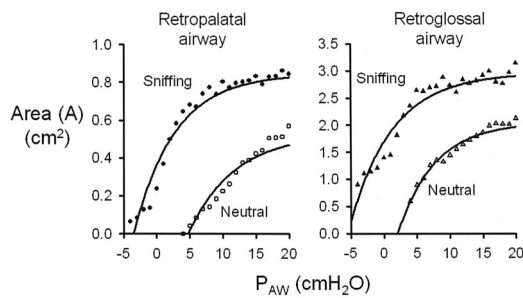 Retropalatal
airway
Retroglossal
airway
Area (A)
(cm²)
1.0
0.8
0.6
0.4
0.2
0.0
Sniffing
Neutral
-5 0 5 10 15 20
3.5
3.0
2.5
2.0
1.5
1.0
0.5
0.0
Sniffing
Neutral
-5 0 5 10 15 20
P_AW (cmH₂O)